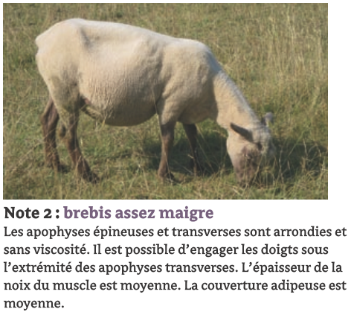 Note 2 : brebis assez maigre
Les apophyses épineuses et transverses sont arrondies et
sans viscosité. Il est possible d'engager les doigts sous
l'extrémité des apophyses transverses. L'épaisseur de la
noix du muscle est moyenne. La couverture adipeuse est
moyenne.